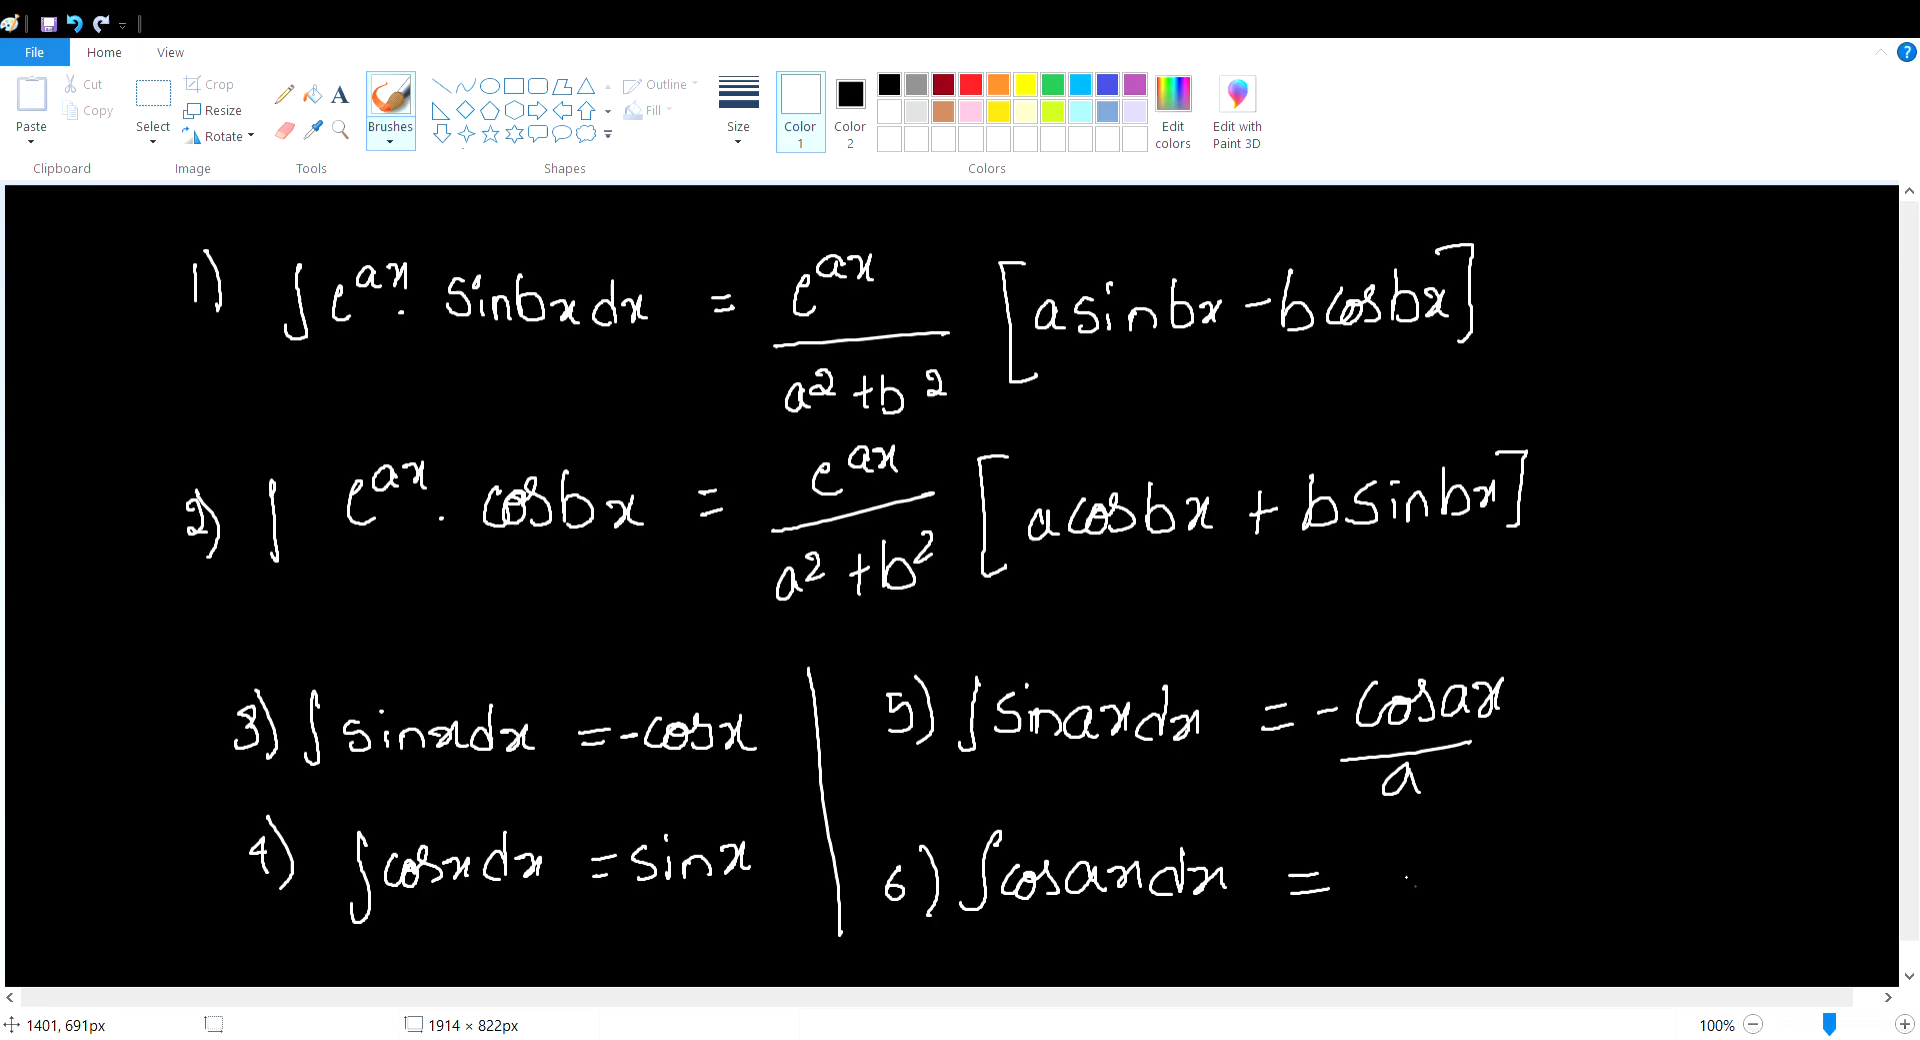 File Home View
Paste Cut Copy Select Crop Resize Rotate Brushes Outline Fill Size Color 1 Color 2 Edit colors Edit with Paint 3D
Clipboard Image Tools Shapes Colors
1) ∫ e^{ax} . sinbx dx = e^{ax}/(a² + b²) [a sinbx - b cosbx]
2) ∫ e^{ax} . cosbx = e^{ax}/(a² + b²) [a cosbx + b sinbx]
3) ∫ sinx dx = -cosx
4) ∫ cosx dx = sinx
5) ∫ sinax dx = -cosax/a
6) ∫ cosax dx =
1401, 691px 1914 × 822px 100%